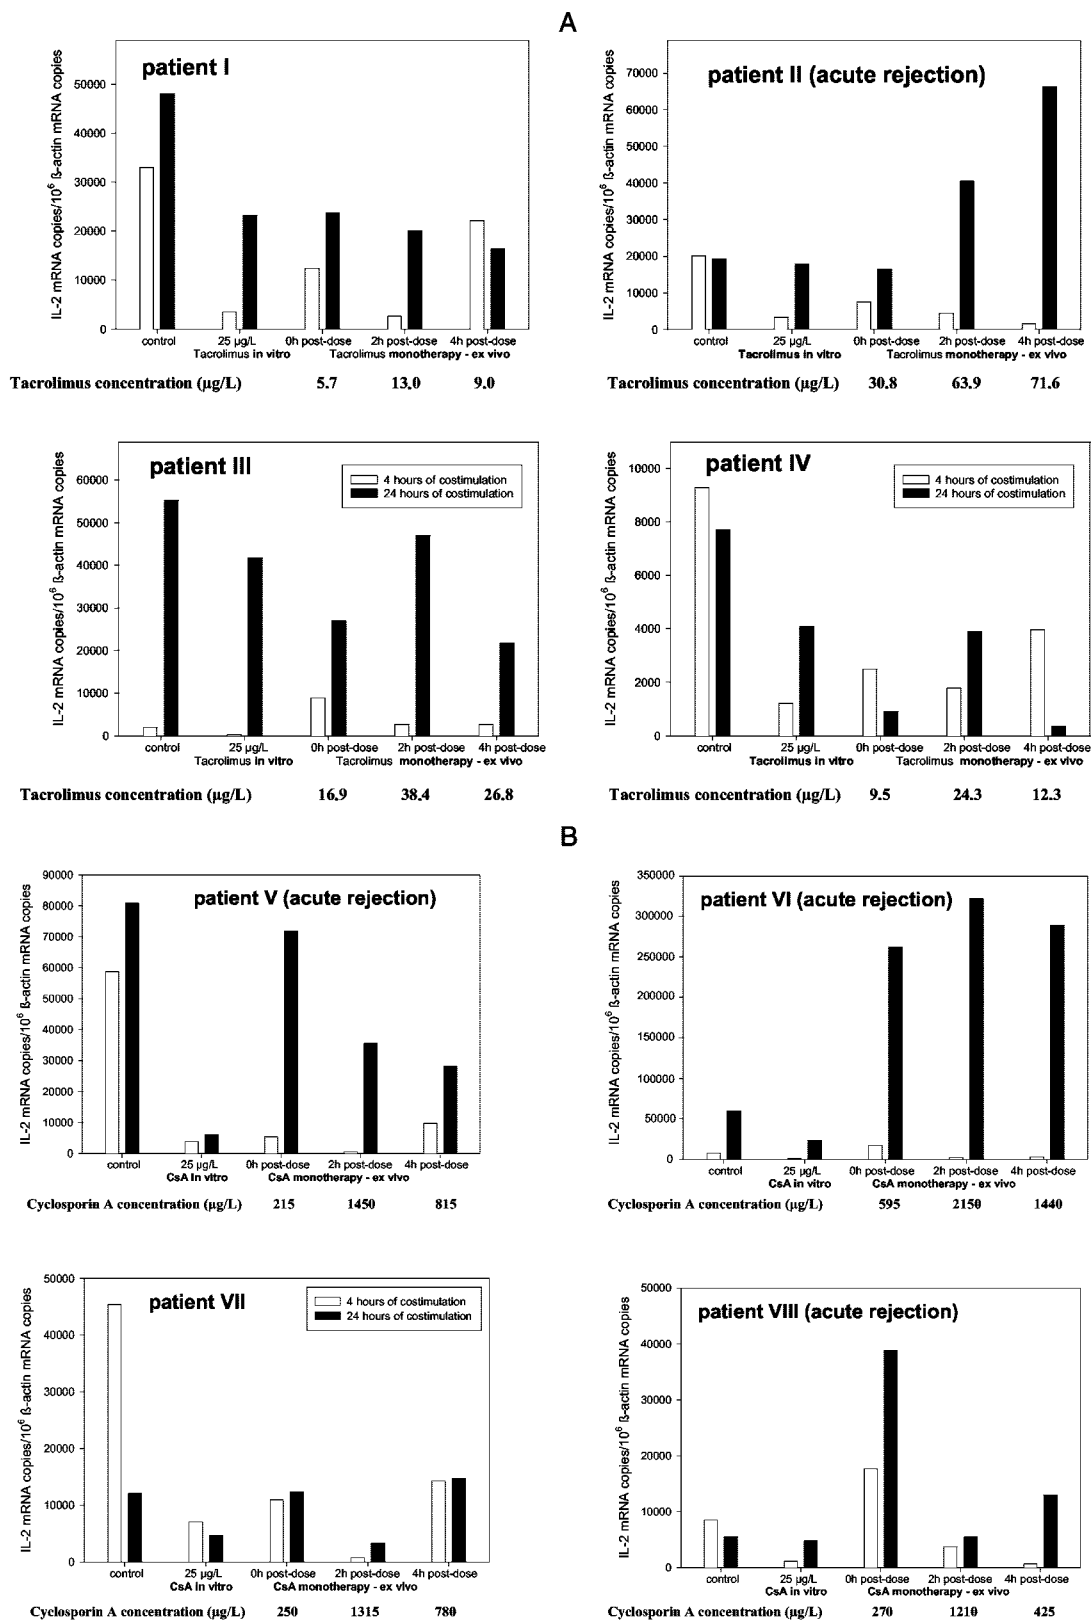 A
patient I
IL-2 mRNA copies/10⁶ ß-actin mRNA copies
50000
40000
30000
20000
10000
0
control 25 µg/L 0h post-dose 2h post-dose 4h post-dose
Tacrolimus in vitro Tacrolimus monotherapy - ex vivo
Tacrolimus concentration (µg/L) 5.7 13.0 9.0
patient II (acute rejection)
IL-2 mRNA copies/10⁶ ß-actin mRNA copies
70000
60000
50000
40000
30000
20000
10000
0
control 25 µg/L 0h post-dose 2h post-dose 4h post-dose
Tacrolimus in vitro Tacrolimus monotherapy - ex vivo
Tacrolimus concentration (µg/L) 30.8 63.9 71.6
patient III
4 hours of costimulation
24 hours of costimulation
IL-2 mRNA copies/10⁶ ß-actin mRNA copies
60000
50000
40000
30000
20000
10000
0
control 25 µg/L 0h post-dose 2h post-dose 4h post-dose
Tacrolimus in vitro Tacrolimus monotherapy - ex vivo
Tacrolimus concentration (µg/L) 16.9 38.4 26.8
patient IV
4 hours of costimulation
24 hours of costimulation
IL-2 mRNA copies/10⁶ ß-actin mRNA copies
10000
8000
6000
4000
2000
0
control 25 µg/L 0h post-dose 2h post-dose 4h post-dose
Tacrolimus in vitro Tacrolimus monotherapy - ex vivo
Tacrolimus concentration (µg/L) 9.5 24.3 12.3
B
patient V (acute rejection)
IL-2 mRNA copies/10⁶ ß-actin mRNA copies
90000
80000
70000
60000
50000
40000
30000
20000
10000
0
control 25 µg/L 0h post-dose 2h post-dose 4h post-dose
CsA in vitro CsA monotherapy - ex vivo
Cyclosporin A concentration (µg/L) 215 1450 815
patient VI (acute rejection)
IL-2 mRNA copies/10⁶ ß-actin mRNA copies
350000
300000
250000
200000
150000
100000
50000
0
control 25 µg/L 0h post-dose 2h post-dose 4h post-dose
CsA in vitro CsA monotherapy - ex vivo
Cyclosporin A concentration (µg/L) 595 2150 1440
patient VII
4 hours of costimulation
24 hours of costimulation
IL-2 mRNA copies/10⁶ ß-actin mRNA copies
50000
40000
30000
20000
10000
0
control 25 µg/L 0h post-dose 2h post-dose 4h post-dose
CsA in vitro CsA monotherapy - ex vivo
Cyclosporin A concentration (µg/L) 250 1315 780
patient VIII (acute rejection)
IL-2 mRNA copies/10⁶ ß-actin mRNA copies
50000
40000
30000
20000
10000
0
control 25 µg/L 0h post-dose 2h post-dose 4h post-dose
CsA in vitro CsA monotherapy - ex vivo
Cyclosporin A concentration (µg/L) 270 1210 425